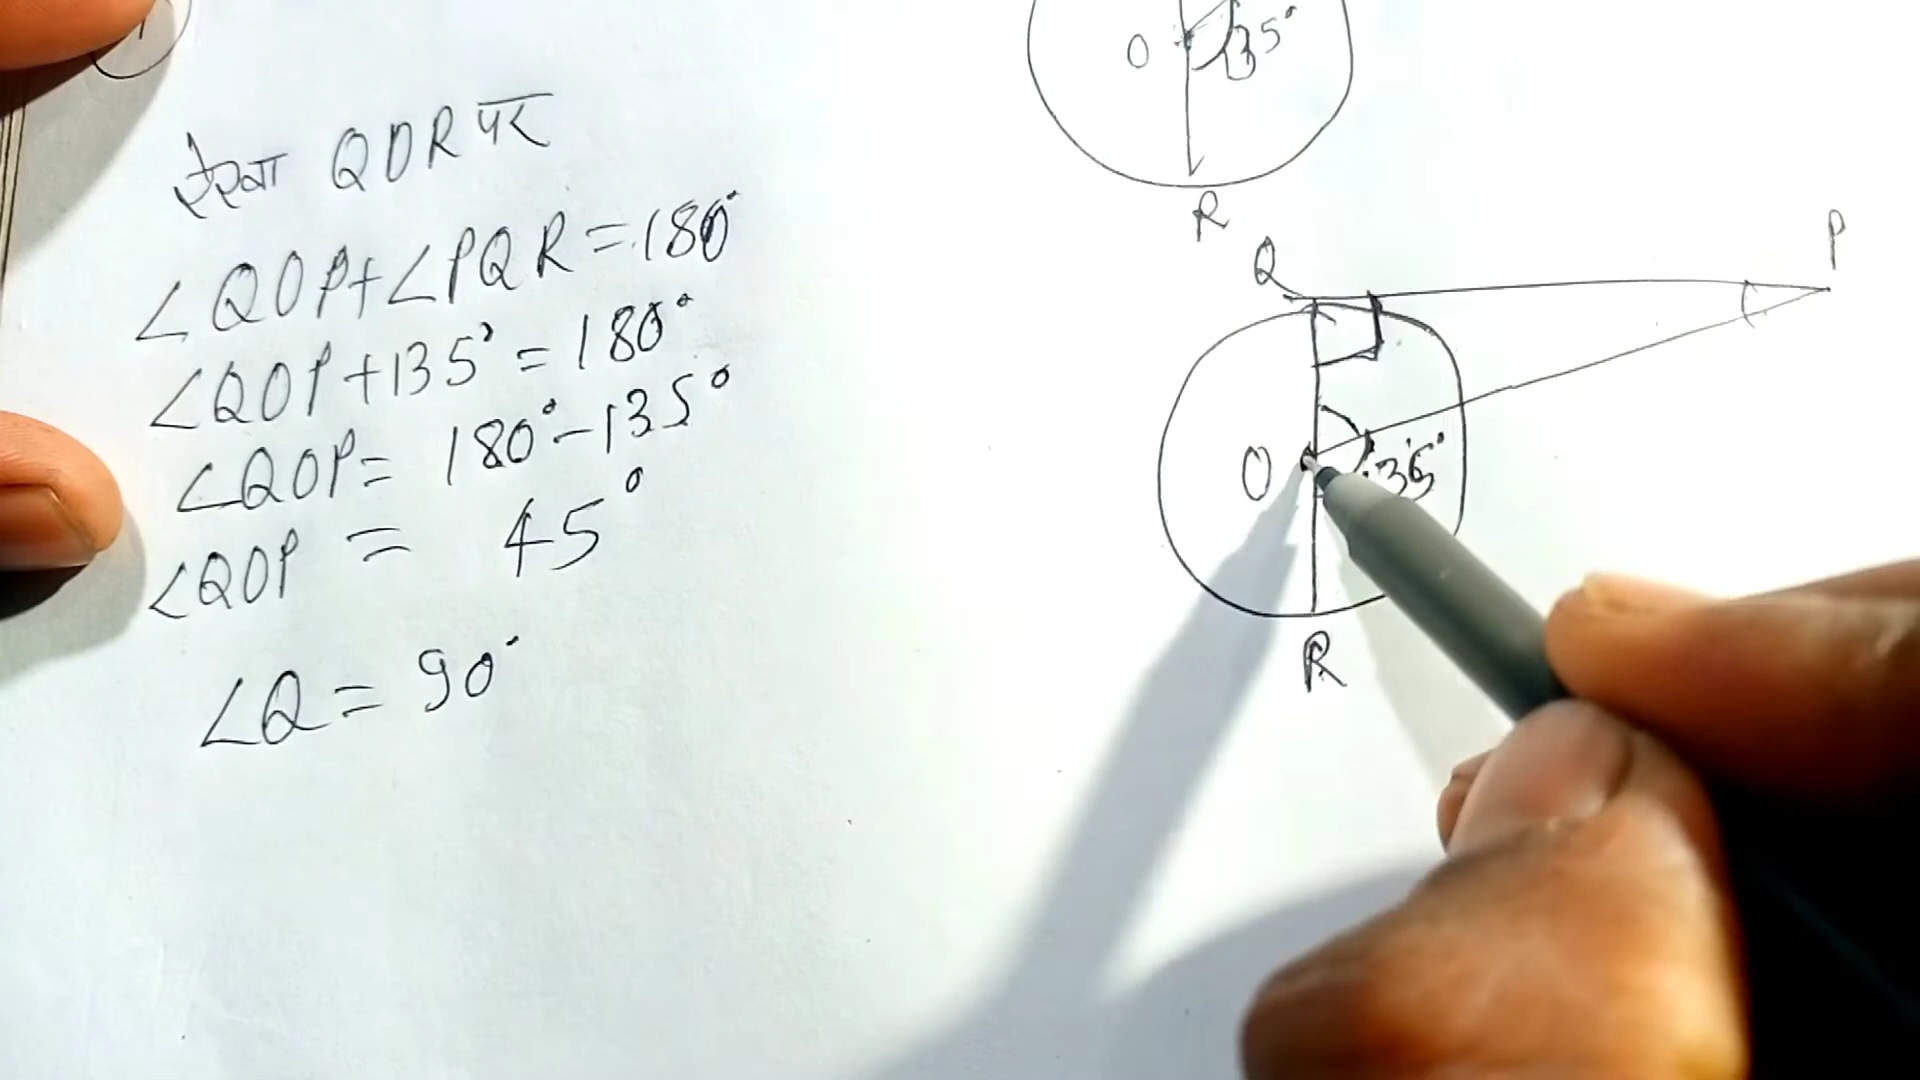 रेखा QOR पर
∠QOP+∠PQR=180°
∠QOP+135°=180°
∠QOP=180°-135°
∠QOP = 45°
∠Q=90°
O 135°
R
Q
P
O 135°
R